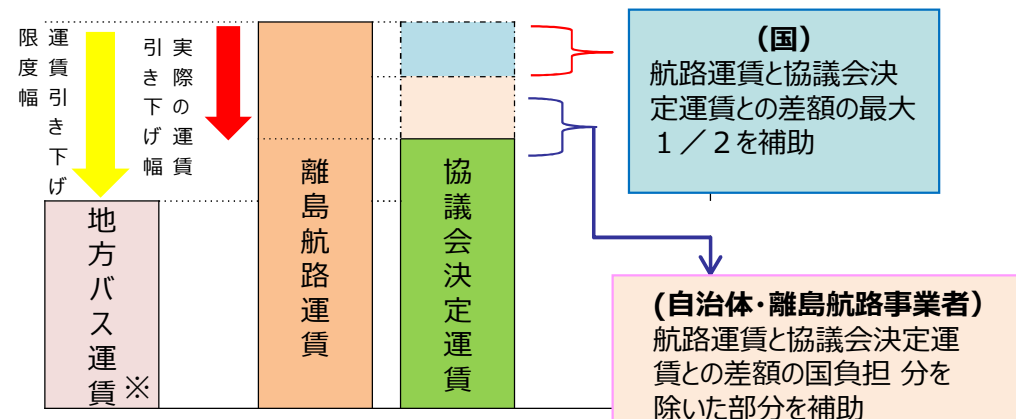 運賃引き下げ
限度幅
実際の運賃
引き下げ幅
地方バス運賃※
離島航路運賃
協議会決定運賃
(国)
航路運賃と協議会決
定運賃との差額の最大
1／2を補助
(自治体・離島航路事業者)
航路運賃と協議会決定運
賃との差額の国負担 分を
除いた部分を補助